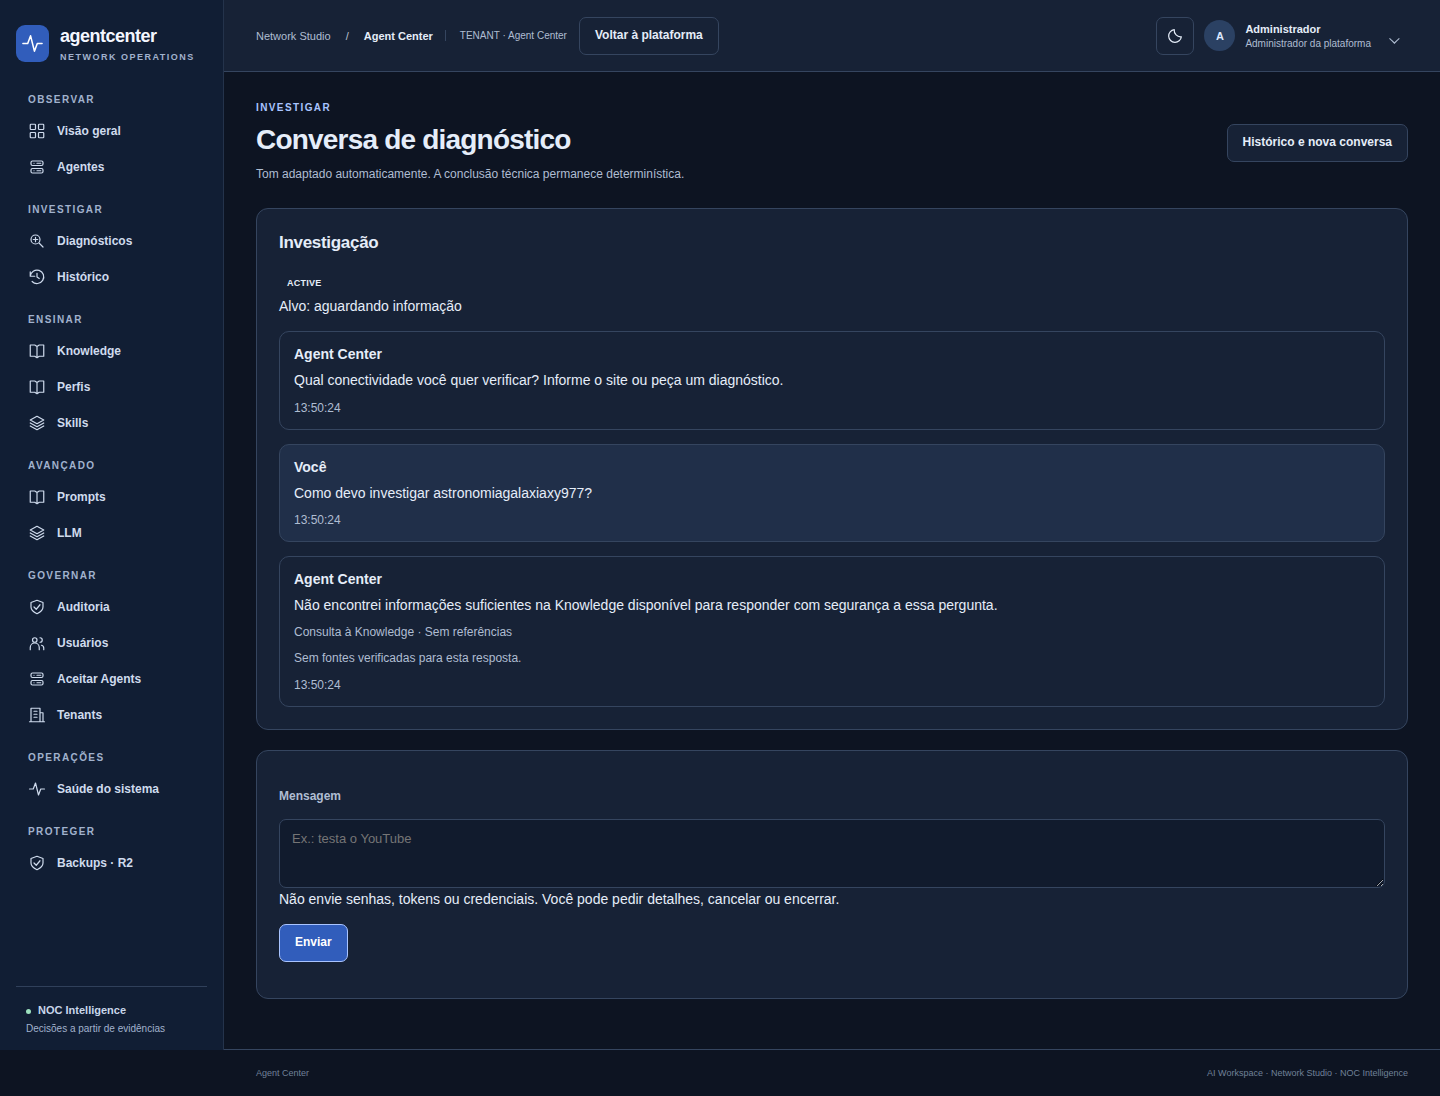 agentcenter
NETWORK OPERATIONS
OBSERVAR
Visão geral
Agentes
INVESTIGAR
Diagnósticos
Histórico
ENSINAR
Knowledge
Perfis
Skills
AVANÇADO
Prompts
LLM
GOVERNAR
Auditoria
Usuários
Aceitar Agents
Tenants
OPERAÇÕES
Saúde do sistema
PROTEGER
Backups · R2
NOC Intelligence
Decisões a partir de evidências
Network Studio / Agent Center TENANT · Agent Center Voltar à plataforma
A
Administrador
Administrador da plataforma
INVESTIGAR
Conversa de diagnóstico
Tom adaptado automaticamente. A conclusão técnica permanece determinística.
Histórico e nova conversa
Investigação
ACTIVE
Alvo: aguardando informação
Agent Center
Qual conectividade você quer verificar? Informe o site ou peça um diagnóstico.
13:50:24
Você
Como devo investigar astronomiagalaxiaxy977?
13:50:24
Agent Center
Não encontrei informações suficientes na Knowledge disponível para responder com segurança a essa pergunta.
Consulta à Knowledge · Sem referências
Sem fontes verificadas para esta resposta.
13:50:24
Mensagem
Ex.: testa o YouTube
Não envie senhas, tokens ou credenciais. Você pode pedir detalhes, cancelar ou encerrar.
Enviar
Agent Center
AI Workspace · Network Studio · NOC Intelligence